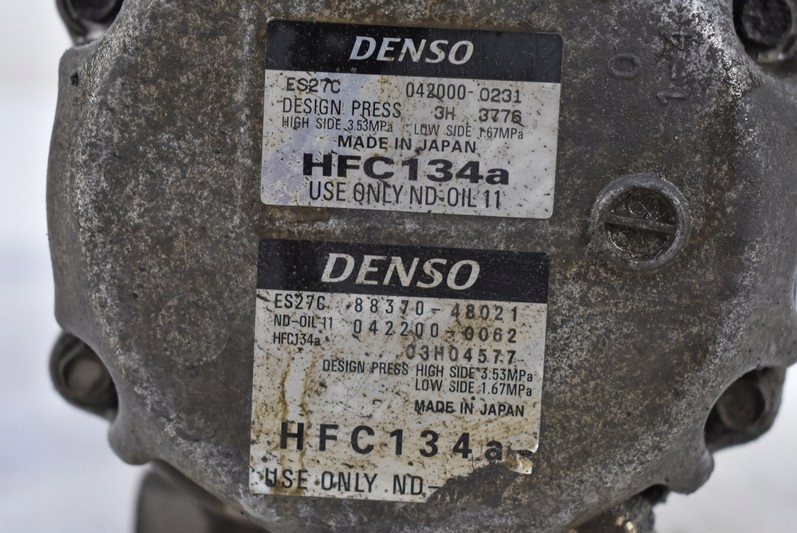 DENSO
ES27C 042000-0231
DESIGN PRESS 3H 3776
HIGH SIDE 3.53MPa LOW SIDE 1.67MPa
MADE IN JAPAN
HFC134a
USE ONLY ND-OIL 11
DENSO
ES27C 88370-48021
ND-OIL 11 042200-0062
HFC134a
03H04577
DESIGN PRESS HIGH SIDE 3.53MPa
LOW SIDE 1.67MPa
MADE IN JAPAN
HFC134a
USE ONLY ND